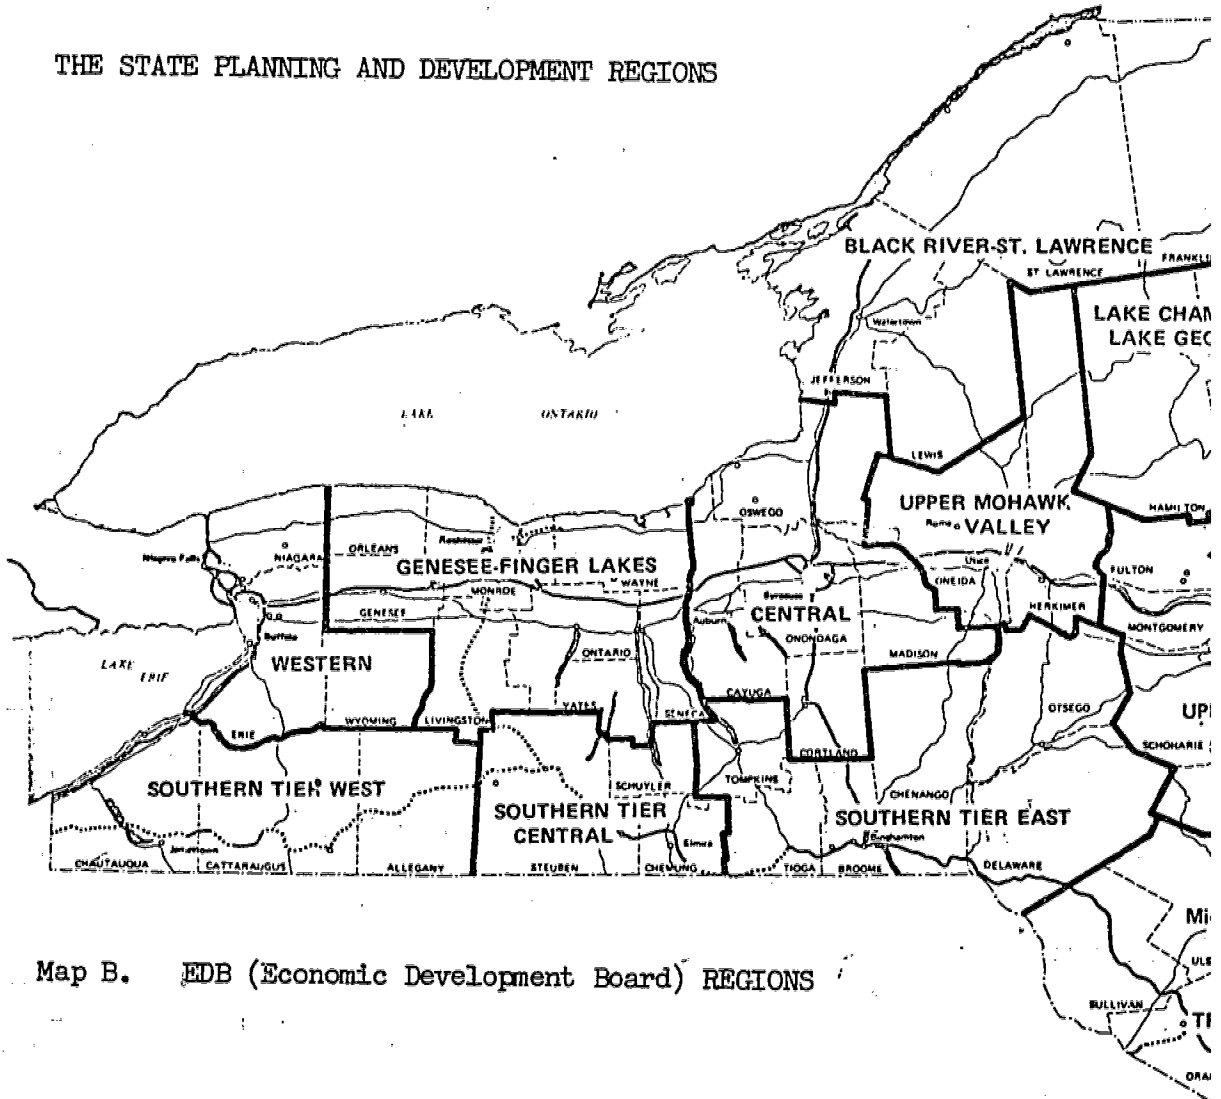 THE STATE PLANNING AND DEVELOPMENT REGIONS
BLACK RIVER-ST. LAWRENCE
ST LAWRENCE
FRANKLI
LAKE CHAM
LAKE GEO
Watertown
JEFFERSON
LAKE ONTARIO
LEWIS
UPPER MOHAWK
VALLEY
Rome
HAMILTON
OSWEGO
Niagara Falls
NIAGARA
ORLEANS
Rochester
GENESEE-FINGER LAKES
WAYNE
MONROE
GENESEE
Utica
ONEIDA
FULTON
Syracuse
CENTRAL
HERKIMER
Auburn
ONONDAGA
MONTGOMERY
Buffalo
WESTERN
ONTARIO
MADISON
LAKE
ERIE
CAYUGA
YATES
SENECA
OTSEGO
UP
ERIE
WYOMING
LIVINGSTON
CORTLAND
SCHOHARIE
SOUTHERN TIER WEST
SCHUYLER
TOMPKINS
CHENANGO
SOUTHERN TIER
CENTRAL
SOUTHERN TIER EAST
Jamestown
Elmira
Binghamton
CHAUTAUQUA
CATTARAUGUS
ALLEGANY
STEUBEN
CHEMUNG
TIOGA
BROOME
DELAWARE
Mi
ULS
SULLIVAN
ORA
Map B. EDB (Economic Development Board) REGIONS